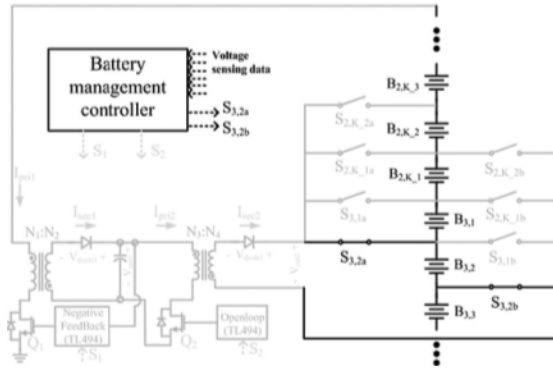 Battery
management
controller
Voltage
sensing data
S3,2a
S3,2b
S1
S2
B2,K_3
S2,K_2a
B2,K_2
S2,K_1a
S2,K_2b
B2,K_1
S3,1a
S2,K_1b
B3,1
S3,2a
S3,1b
B3,2
S3,2b
B3,3
Ipri1
N1:N2
Isec1
Ipri2
N3:N4
Isec2
Q1
Negative
FeedBack
(TL494)
S1
Q2
Openloop
(TL494)
S2